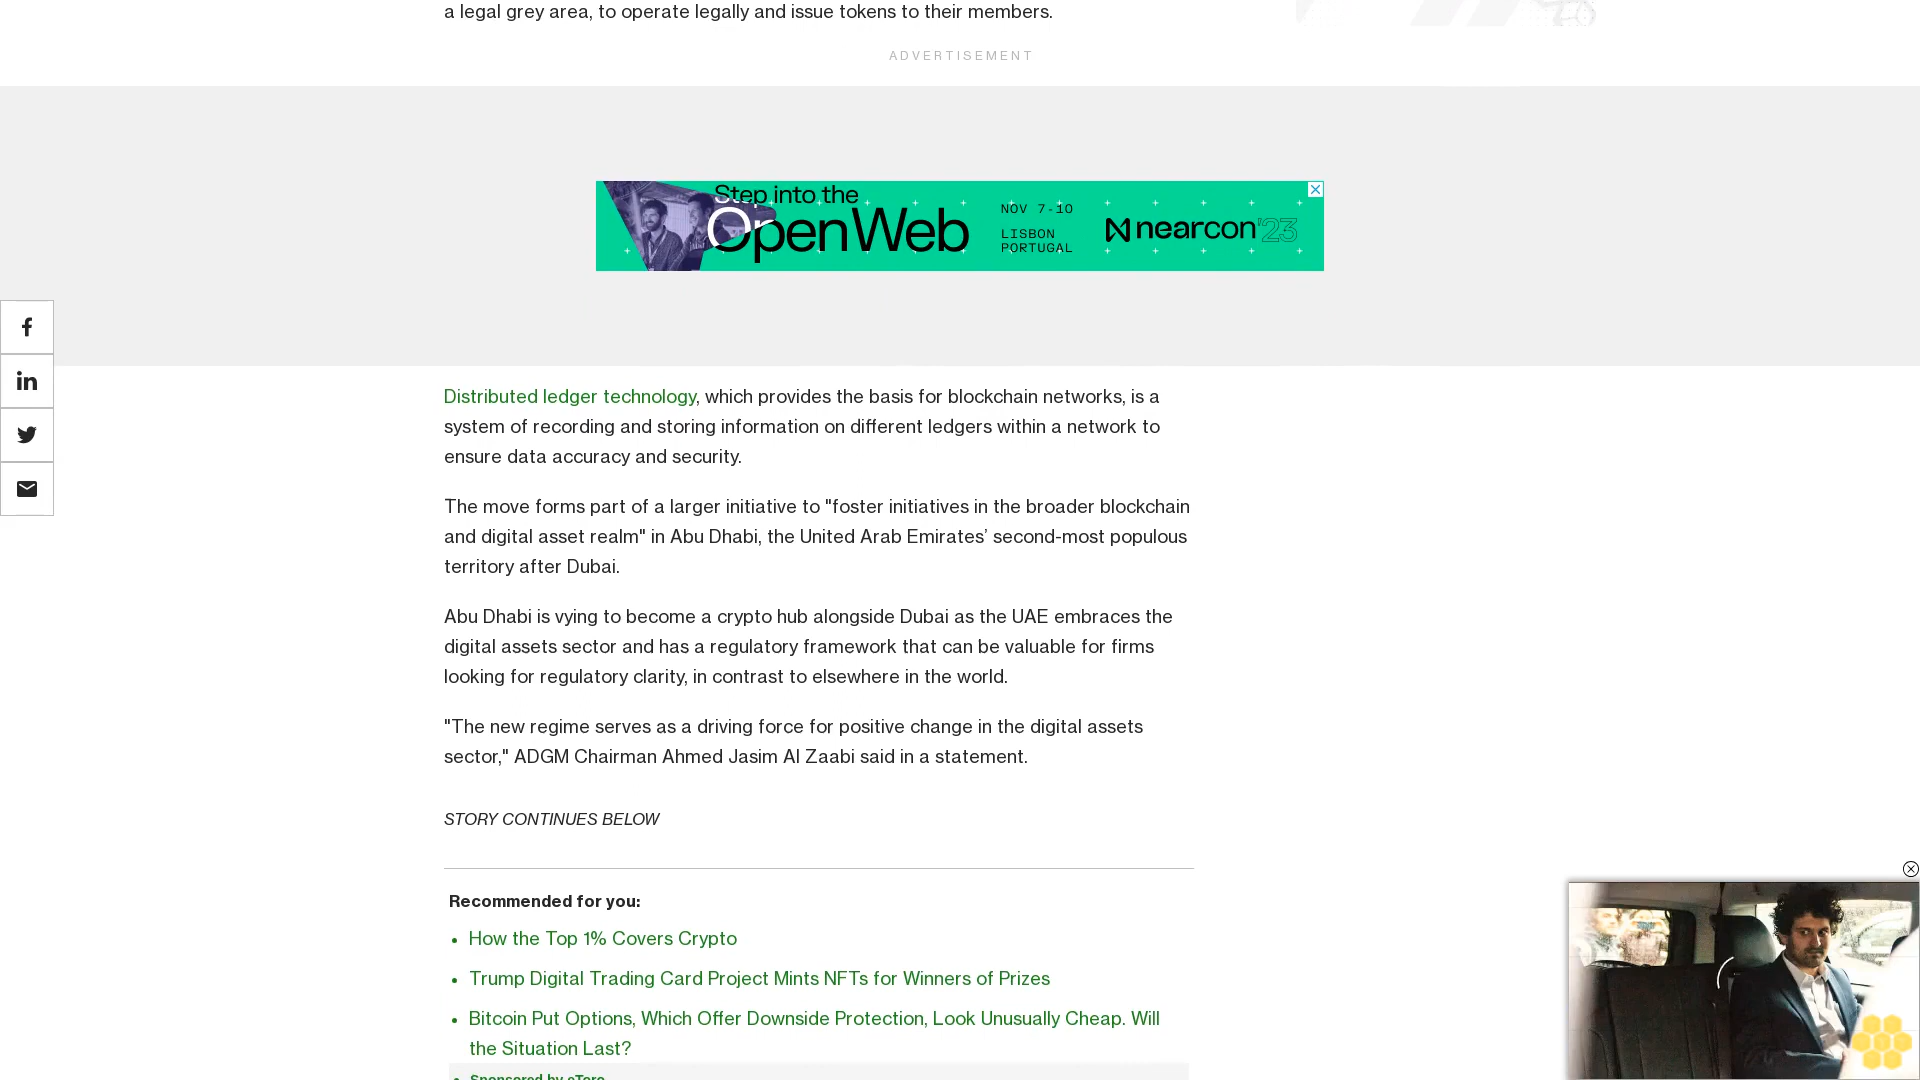 a legal grey area, to operate legally and issue tokens to their members.
ADVERTISEMENT
Step into the
OpenWeb
NOV 7-10
LISBON
PORTUGAL
nearcon'23
Distributed ledger technology, which provides the basis for blockchain networks, is a
system of recording and storing information on different ledgers within a network to
ensure data accuracy and security.
The move forms part of a larger initiative to "foster initiatives in the broader blockchain
and digital asset realm" in Abu Dhabi, the United Arab Emirates’ second-most populous
territory after Dubai.
Abu Dhabi is vying to become a crypto hub alongside Dubai as the UAE embraces the
digital assets sector and has a regulatory framework that can be valuable for firms
looking for regulatory clarity, in contrast to elsewhere in the world.
"The new regime serves as a driving force for positive change in the digital assets
sector," ADGM Chairman Ahmed Jasim Al Zaabi said in a statement.
STORY CONTINUES BELOW
Recommended for you:
How the Top 1% Covers Crypto
Trump Digital Trading Card Project Mints NFTs for Winners of Prizes
Bitcoin Put Options, Which Offer Downside Protection, Look Unusually Cheap. Will
the Situation Last?
Sponsored by eToro